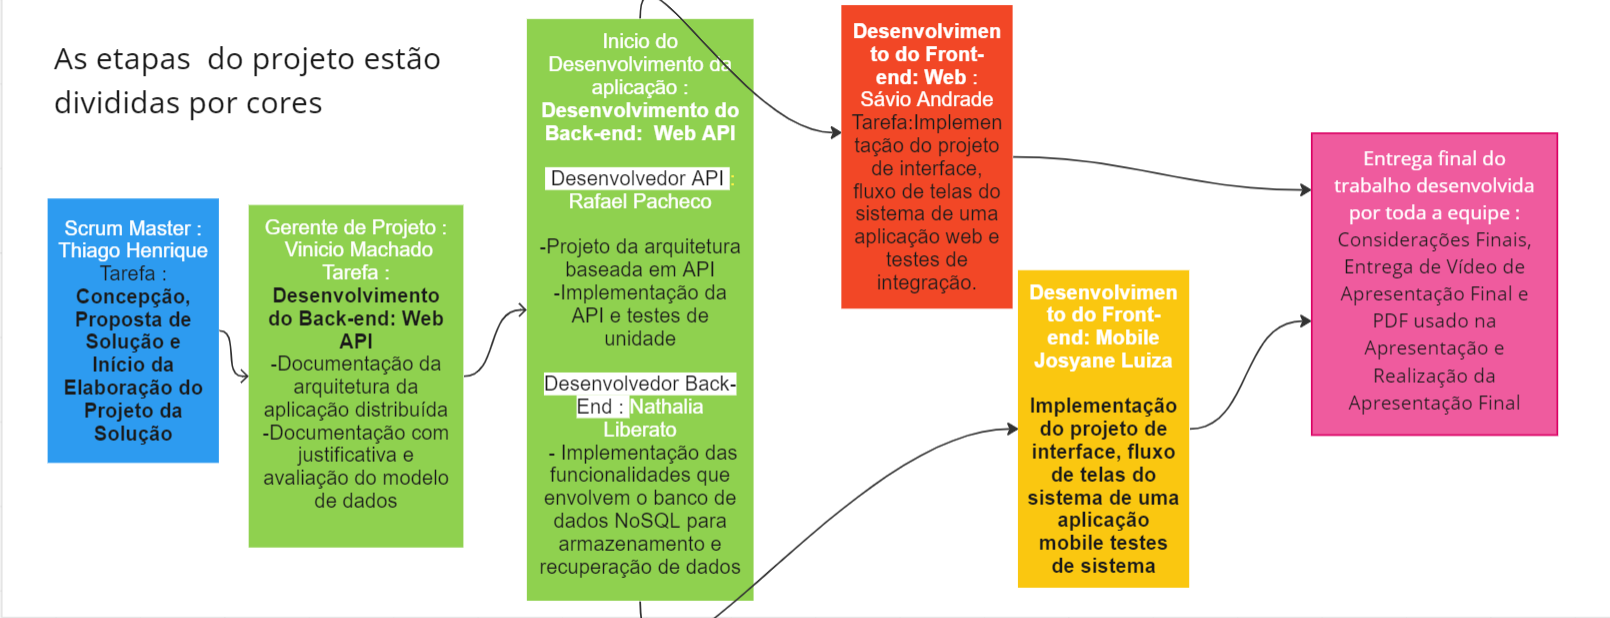 As etapas  do projeto estão
divididas por cores
Scrum Master :
Thiago Henrique
Tarefa :
Concepção,
Proposta de
Solução e
Início da
Elaboração do
Projeto da
Solução
Gerente de Projeto :
Vinicio Machado
Tarefa :
Desenvolvimento
do Back-end: Web
API
-Documentação da
arquitetura da
aplicação distribuída
-Documentação com
justificativa e
avaliação do modelo
de dados
Inicio do
Desenvolvimento da
aplicação :
Desenvolvimento do
Back-end:  Web API
Desenvolvedor API :
Rafael Pacheco
-Projeto da arquitetura
baseada em API
-Implementação da
API e testes de
unidade
Desenvolvedor Back-
End : Nathalia
Liberato
- Implementação das
funcionalidades que
envolvem o banco de
dados NoSQL para
armazenamento e
recuperação de dados
Desenvolvimen
to do Front-
end: Web :
Sávio Andrade
Tarefa:Implemen
tação do projeto
de interface,
fluxo de telas do
sistema de uma
aplicação web e
testes de
integração.
Desenvolvimen
to do Front-
end: Mobile
Josyane Luiza
Implementação
do projeto de
interface, fluxo
de telas do
sistema de uma
aplicação
mobile testes
de sistema
Entrega final do
trabalho desenvolvida
por toda a equipe :
Considerações Finais,
Entrega de Vídeo de
Apresentação Final e
PDF usado na
Apresentação e
Realização da
Apresentação Final